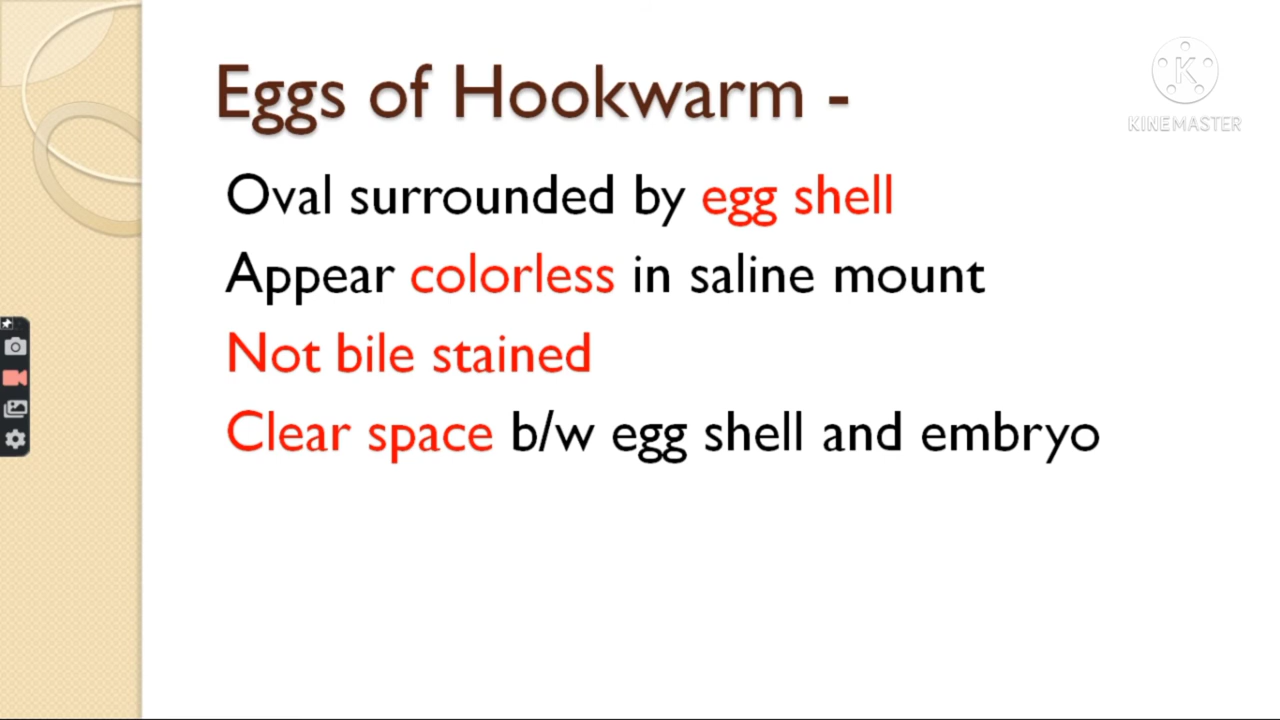 Eggs of Hookwarm -
K
KINEMASTER
Oval surrounded by egg shell
Appear colorless in saline mount
Not bile stained
Clear space b/w egg shell and embryo